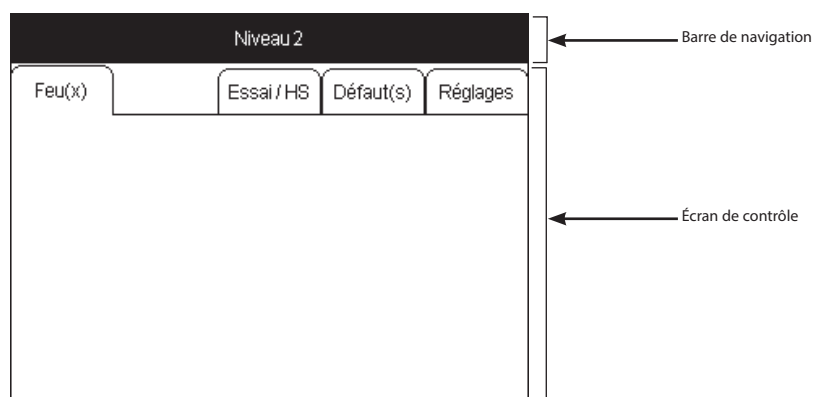 Niveau 2
Barre de navigation
Feu(x)
Essai / HS
Défaut(s)
Réglages
Écran de contrôle